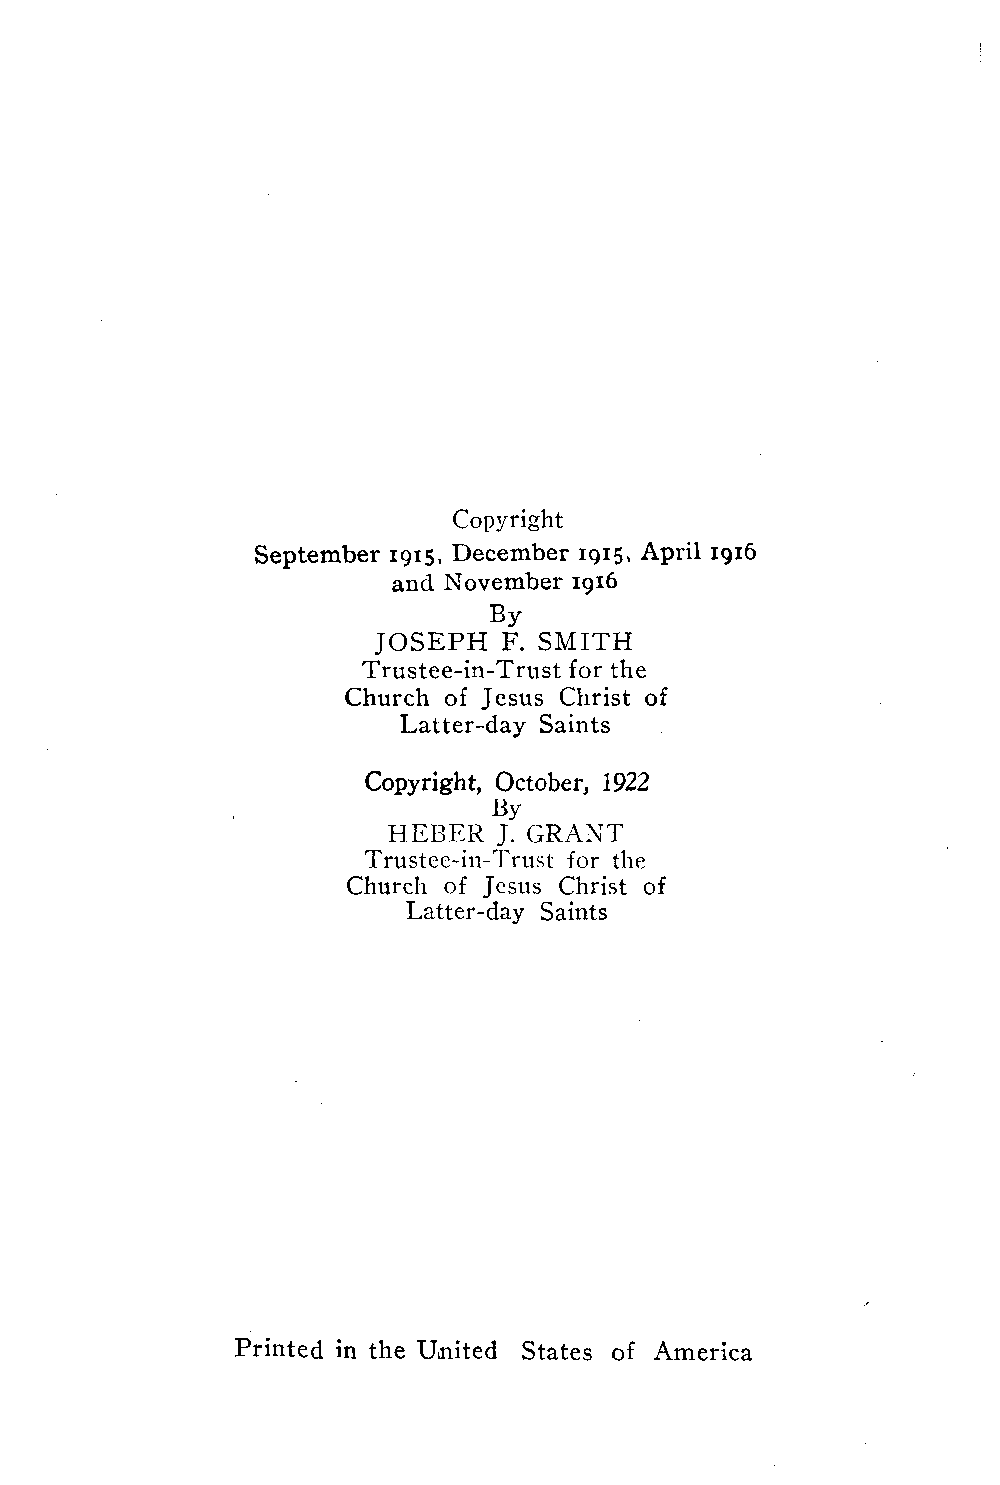 Copyright
September 1915, December 1915, April 1916
and November 1916
By
JOSEPH F. SMITH
Trustee-in-Trust for the
Church of Jesus Christ of
Latter-day Saints
Copyright, October, 1922
By
HEBER J. GRANT
Trustee-in-Trust for the
Church of Jesus Christ of
Latter-day Saints
Printed in the United States of America